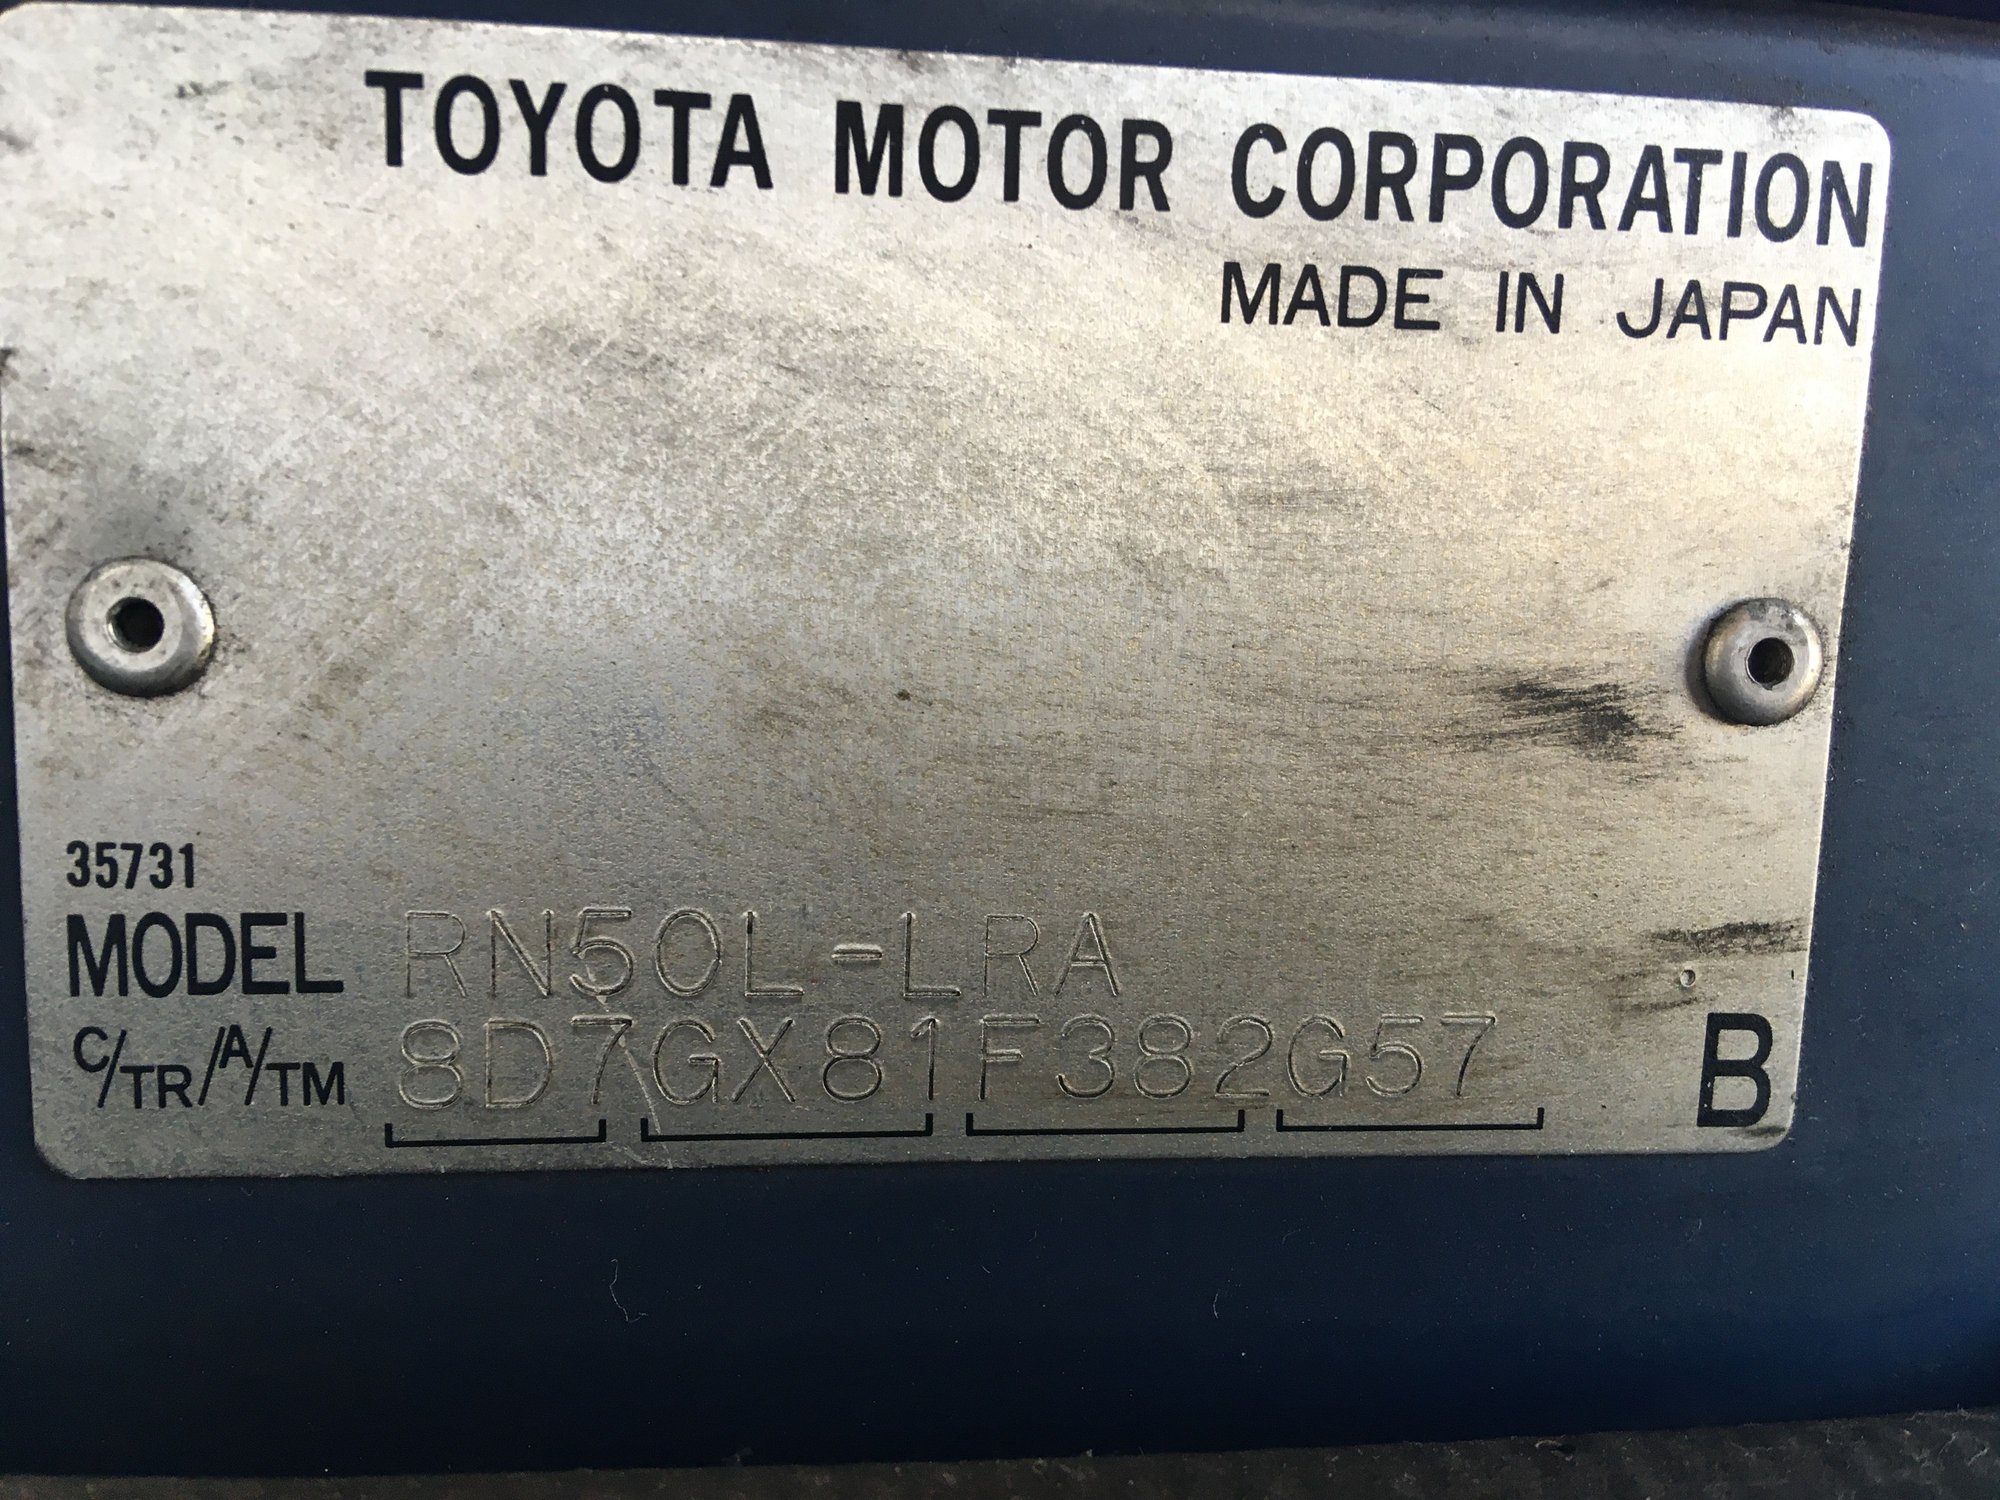 TOYOTA MOTOR CORPORATION
MADE IN JAPAN
35731
MODEL RN50L-LRA
C/TR/A/TM 8D7GX81F382G57
B